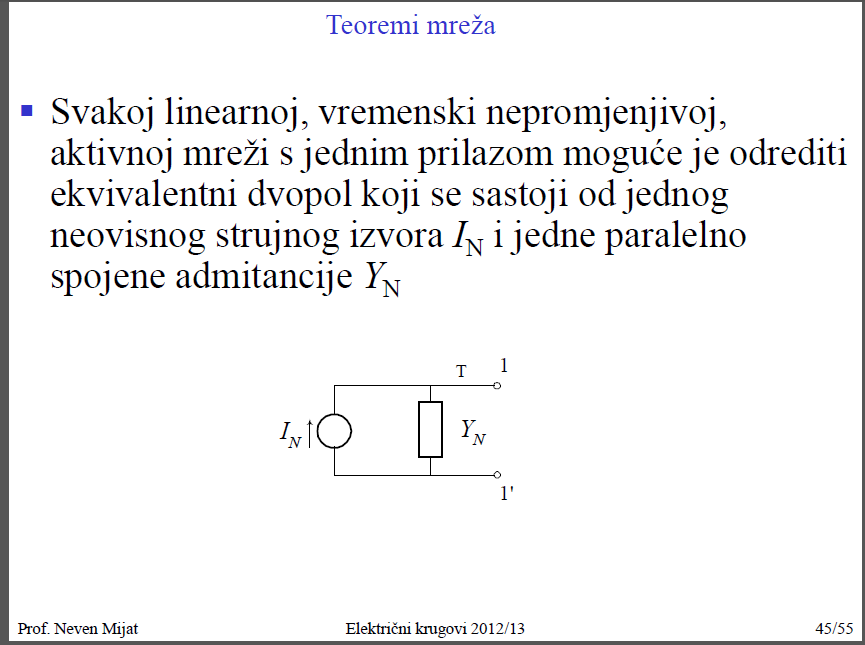 Teoremi mreža
Svakoj linearnoj, vremenski nepromjenjivoj,
aktivnoj mreži s jednim prilazom moguće je odrediti
ekvivalentni dvopol koji se sastoji od jednog
neovisnog strujnog izvora IN i jedne paralelno
spojene admitancije YN
T 1
IN YN
1'
Prof. Neven Mijat Električni krugovi 2012/13 45/55